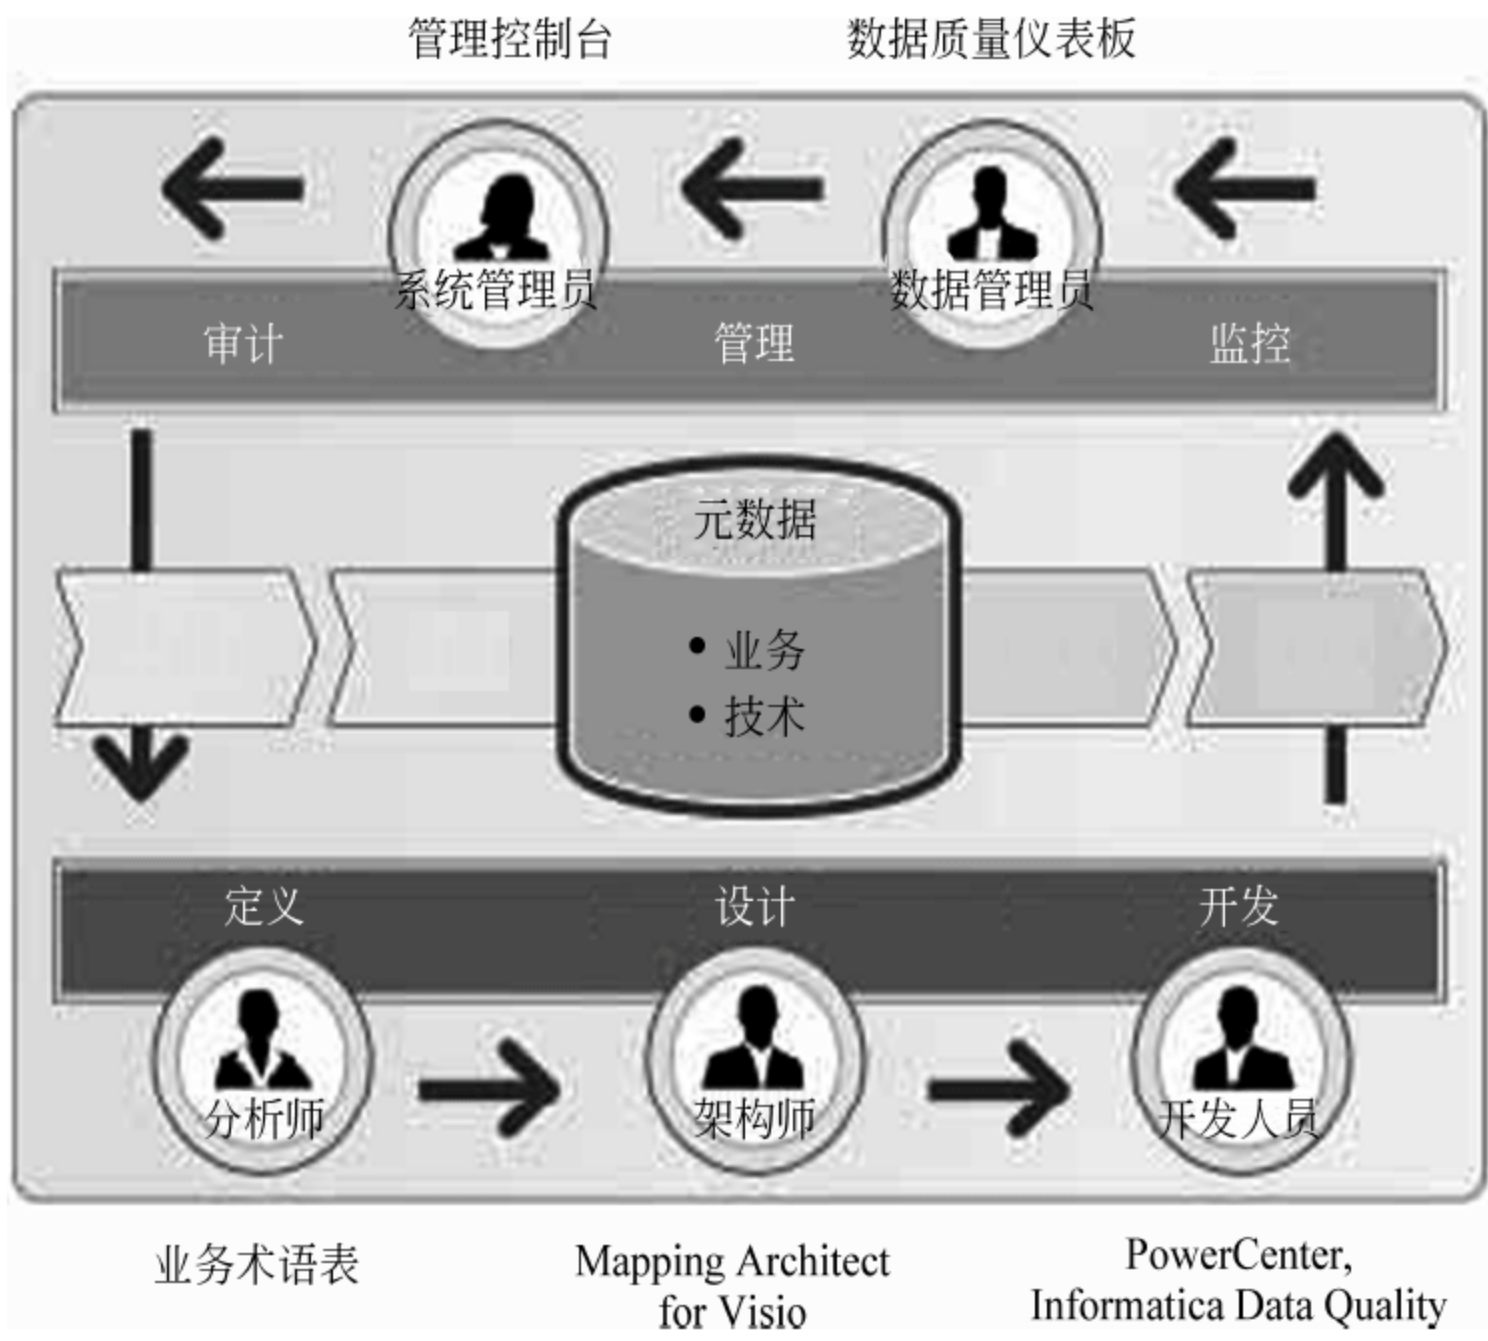 管理控制台
数据质量仪表板
系统管理员
数据管理员
审计
管理
监控
元数据
• 业务
• 技术
定义
设计
开发
分析师
架构师
开发人员
业务术语表
Mapping Architect
for Visio
PowerCenter,
Informatica Data Quality